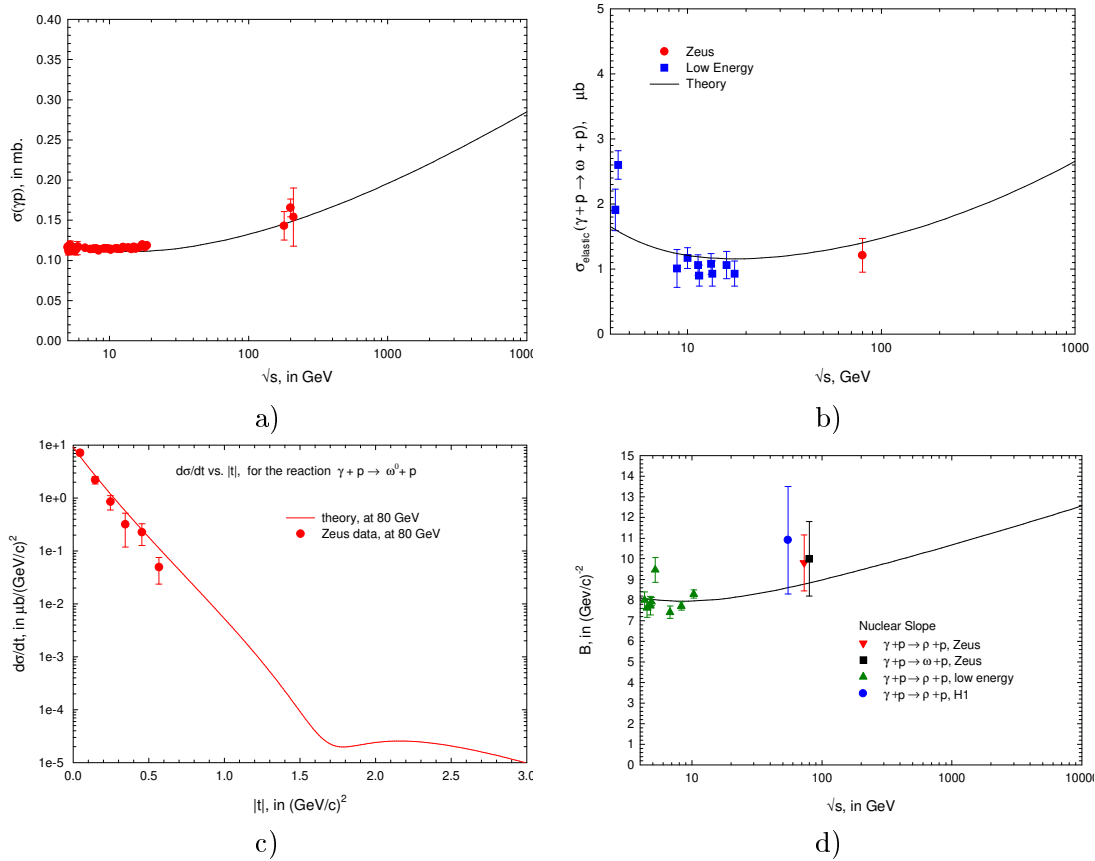 0.40
0.35
0.30
0.25
0.20
0.15
0.10
0.05
0.00
σ(γp), in mb.
10
100
1000
√s, in GeV
a)
5
4
3
2
1
0
σelastic (γ + p → ω + p), μb
Zeus
Low Energy
Theory
10
100
1000
√s, GeV
b)
1e+1
1e+0
1e-1
1e-2
1e-3
1e-4
1e-5
dσ/dt, in μb/(GeV/c)²
dσ/dt vs. |t|, for the reaction γ + p → ω⁰ + p
theory, at 80 GeV
Zeus data, at 80 GeV
0.0 0.5 1.0 1.5 2.0 2.5 3.0
|t|, in (GeV/c)²
c)
15
14
13
12
11
10
9
8
7
6
5
4
3
2
1
0
B, in (GeV/c)⁻²
Nuclear Slope
γ+p→ ρ+p, Zeus
γ+p→ ω+p, Zeus
γ+p→ ρ+p, low energy
γ+p→ ρ+p, H1
10
100
1000
10000
√s, in GeV
d)